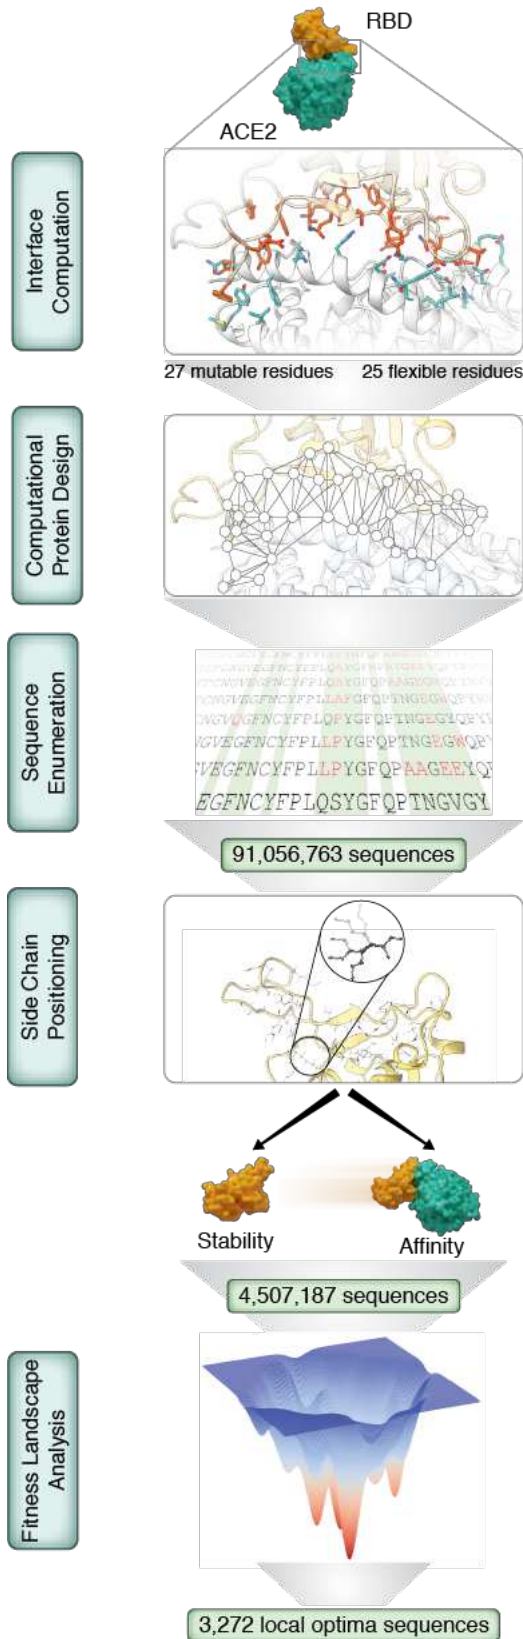 RBD
ACE2
Interface
Computation
27 mutable residues 25 flexible residues
Computational
Protein Design
Sequence
Enumeration
VEGFNCYFPLLPYGFQPAAGEEYQ
EGFNCYFPLQSYGFQPTNGVGY
91,056,763 sequences
Side Chain
Positioning
Stability
Affinity
4,507,187 sequences
Fitness Landscape
Analysis
3,272 local optima sequences